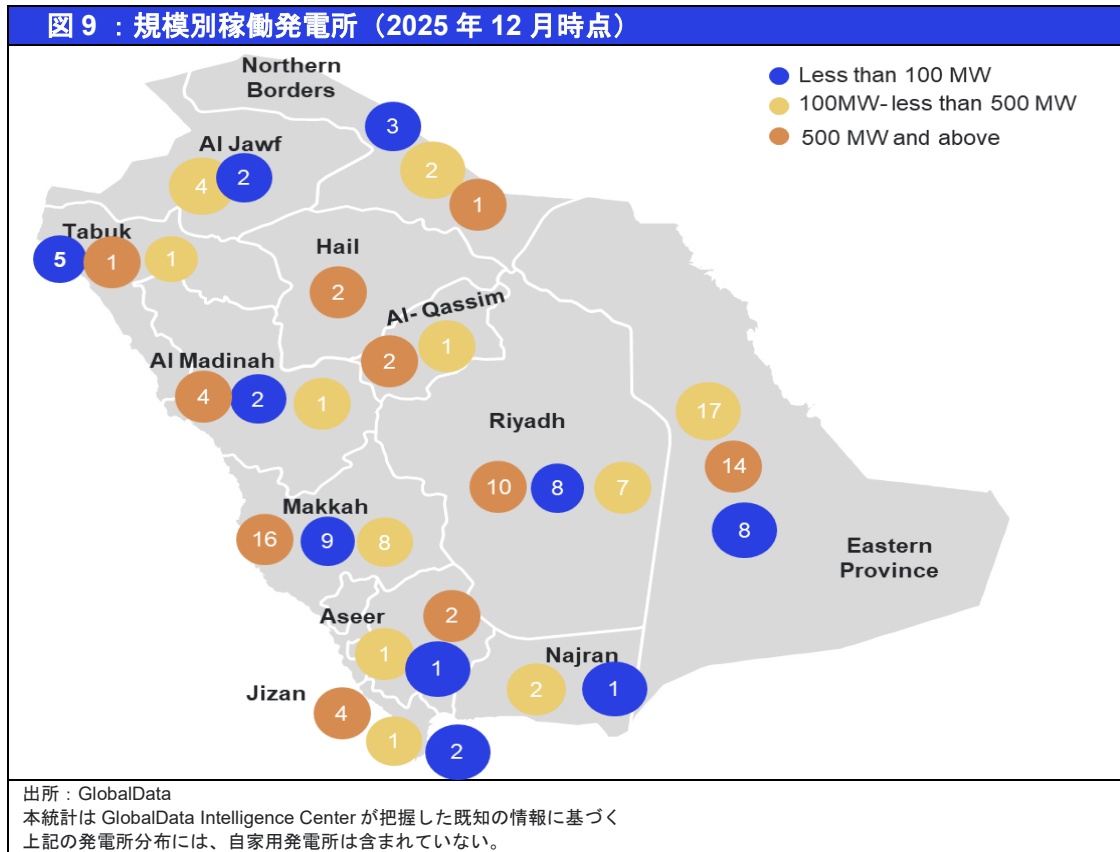 図 9 ：規模別稼働発電所（2025 年 12 月時点）
Less than 100 MW
100MW- less than 500 MW
500 MW and above
Northern
Borders
3
2
1
Al Jawf
4
2
Tabuk
5
1
1
Hail
2
Al- Qassim
2
1
Al Madinah
4
2
1
Riyadh
10
8
7
17
14
8
Eastern
Province
Makkah
16
9
8
Aseer
2
1
1
Najran
2
1
Jizan
4
1
2
出所：GlobalData
本統計は GlobalData Intelligence Center が把握した既知の情報に基づく
上記の発電所分布には、自家用発電所は含まれていない。